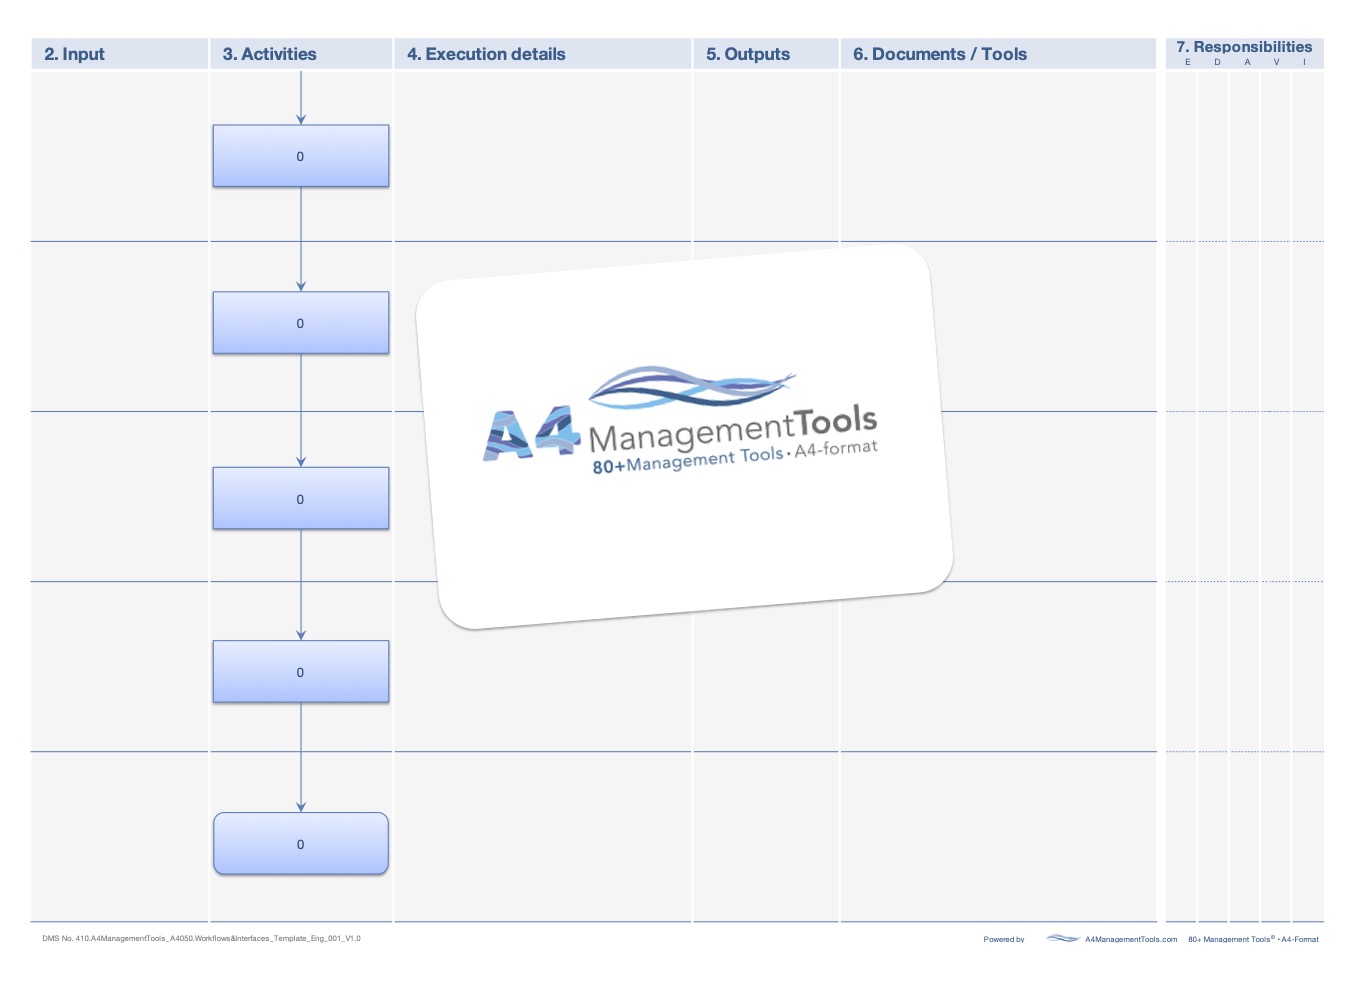 2. Input
3. Activities
4. Execution details
5. Outputs
6. Documents / Tools
7. Responsibilities
E D A V I
0
0
A4 ManagementTools
80+Management Tools · A4-format
0
0
0
DMS No. 410.A4ManagementTools_A4050.Workflows&Interfaces_Template_Eng_001_V1.0
Powered by
A4ManagementTools.com
80+ Management Tools® • A4-Format